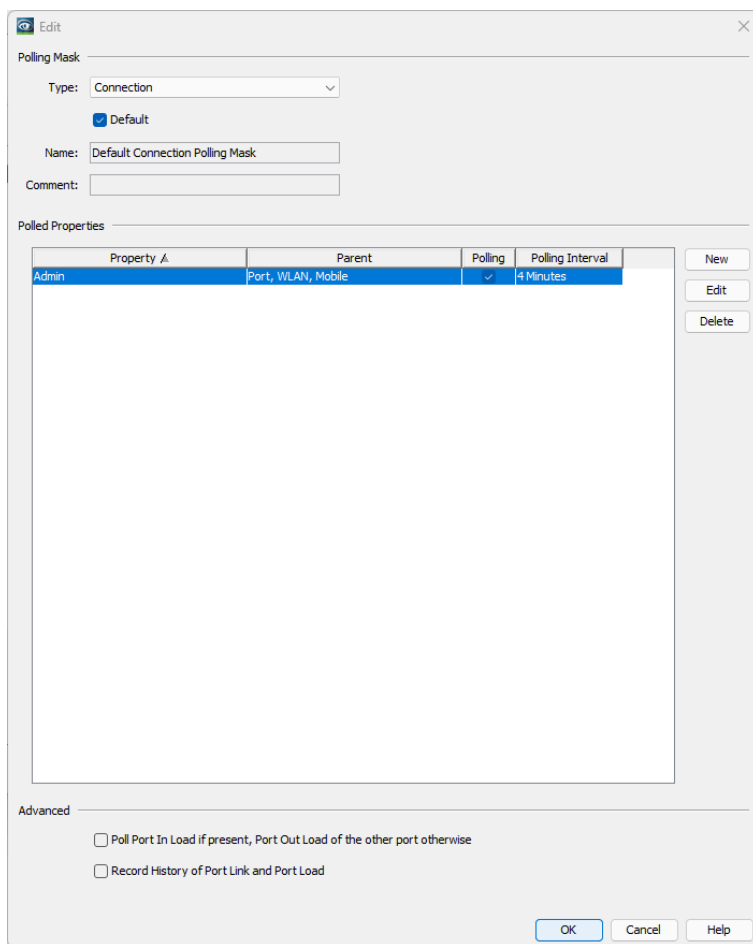 Edit
Polling Mask
Type: Connection
Default
Name: Default Connection Polling Mask
Comment:
Polled Properties
Property Parent Polling Polling Interval
Admin Port, WLAN, Mobile 4 Minutes
New
Edit
Delete
Advanced
Poll Port In Load if present, Port Out Load of the other port otherwise
Record History of Port Link and Port Load
OK Cancel Help